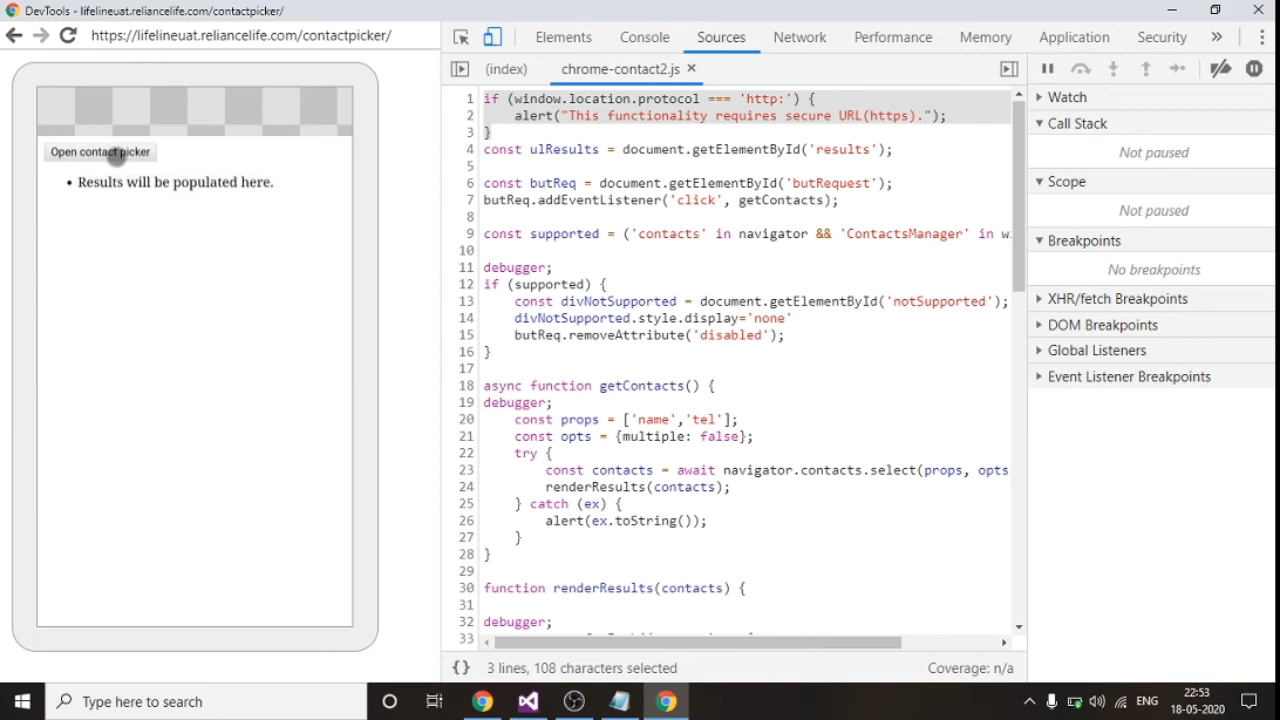 DevTools - lifelineuat.reliancelife.com/contactpicker/
https://lifelineuat.reliancelife.com/contactpicker/
Open contact picker
• Results will be populated here.
Elements Console Sources Network Performance Memory Application Security »
(index) chrome-contact2.js ×
1 if (window.location.protocol === 'http:') {
2 alert("This functionality requires secure URL(https).");
3 }
4 const ulResults = document.getElementById('results');
5
6 const butReq = document.getElementById('butRequest');
7 butReq.addEventListener('click', getContacts);
8
9 const supported = ('contacts' in navigator && 'ContactsManager' in w
10
11 debugger;
12 if (supported) {
13 const divNotSupported = document.getElementById('notSupported');
14 divNotSupported.style.display='none'
15 butReq.removeAttribute('disabled');
16 }
17
18 async function getContacts() {
19 debugger;
20 const props = ['name','tel'];
21 const opts = {multiple: false};
22 try {
23 const contacts = await navigator.contacts.select(props, opts
24 renderResults(contacts);
25 } catch (ex) {
26 alert(ex.toString());
27 }
28 }
29
30 function renderResults(contacts) {
31
32 debugger;
33
{} 3 lines, 108 characters selected Coverage: n/a
Watch
Call Stack
Not paused
Scope
Not paused
Breakpoints
No breakpoints
XHR/fetch Breakpoints
DOM Breakpoints
Global Listeners
Event Listener Breakpoints
Type here to search
ENG
22:53
18-05-2020